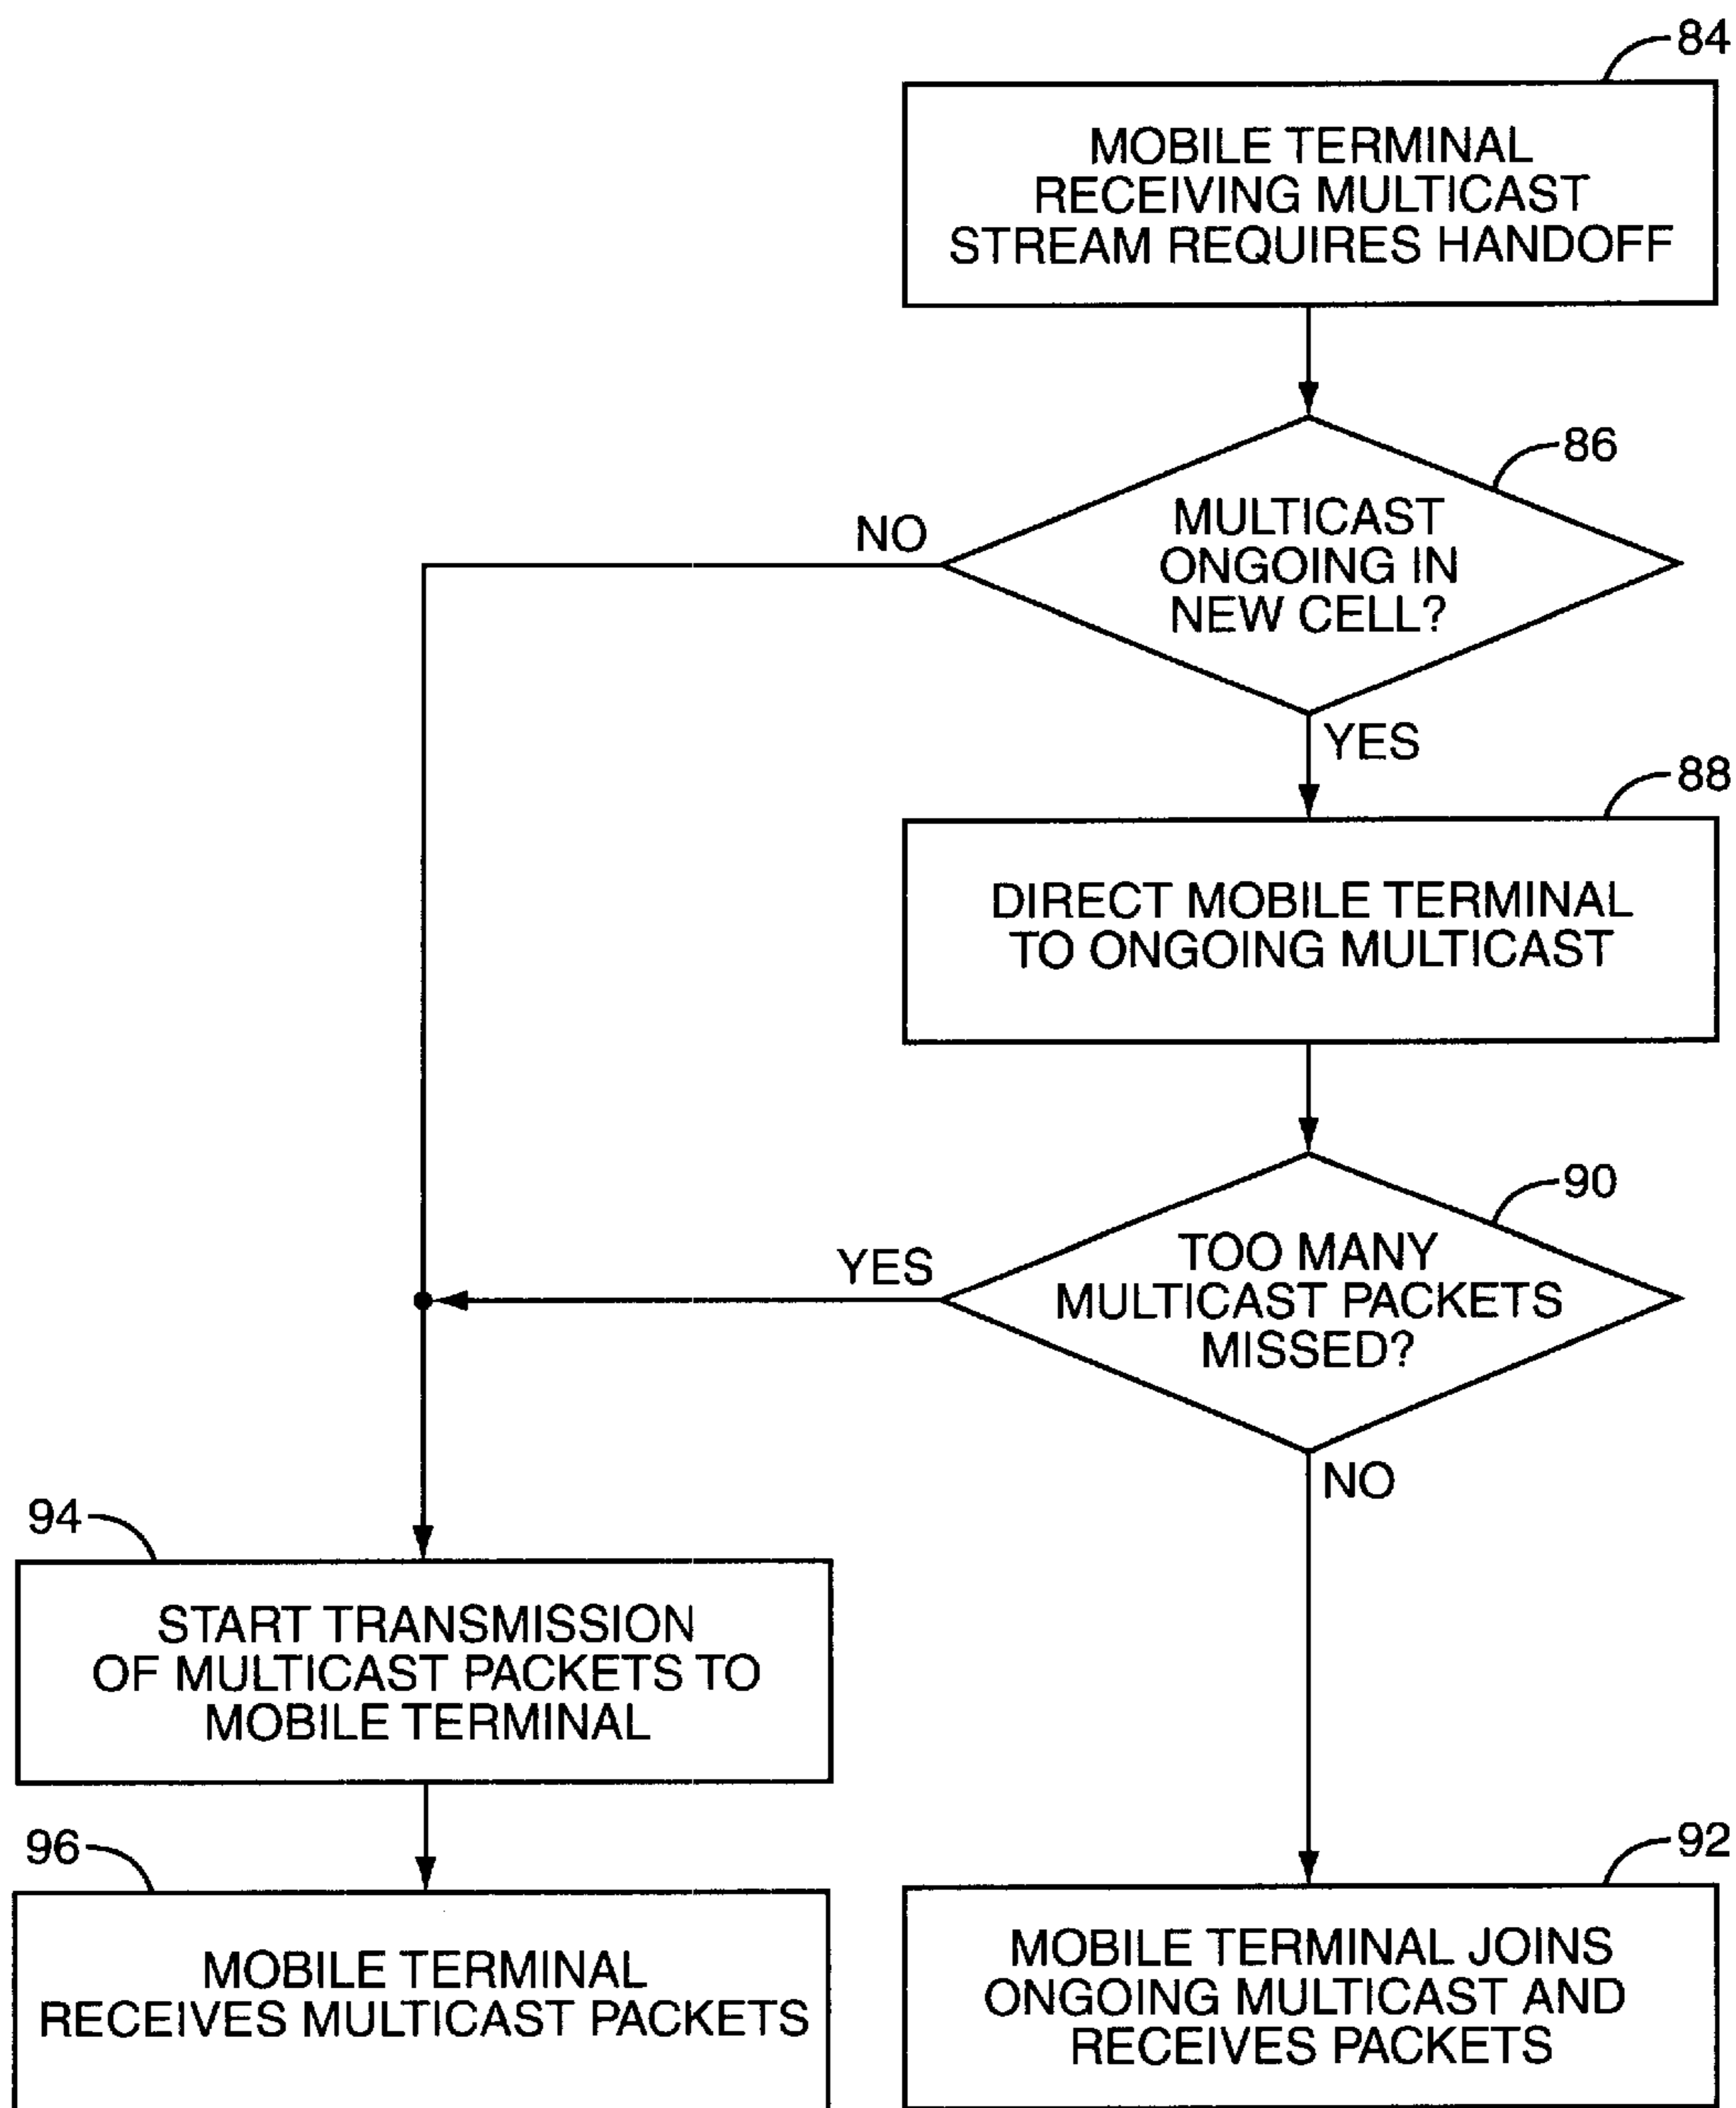 84
MOBILE TERMINAL
RECEIVING MULTICAST
STREAM REQUIRES HANDOFF
86
MULTICAST
ONGOING IN
NEW CELL?
NO
YES
88
DIRECT MOBILE TERMINAL
TO ONGOING MULTICAST
90
TOO MANY
MULTICAST PACKETS
MISSED?
YES
NO
94
START TRANSMISSION
OF MULTICAST PACKETS TO
MOBILE TERMINAL
96
MOBILE TERMINAL
RECEIVES MULTICAST PACKETS
92
MOBILE TERMINAL JOINS
ONGOING MULTICAST AND
RECEIVES PACKETS